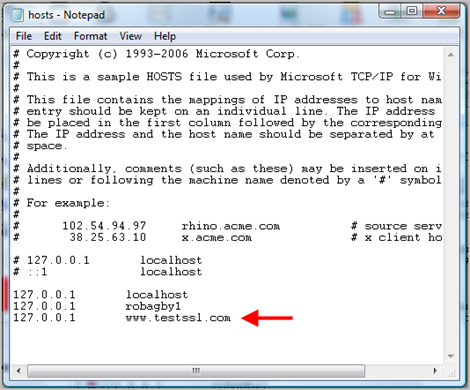 hosts - Notepad
File Edit Format View Help
# Copyright (c) 1993-2006 Microsoft Corp.
#
# This is a sample HOSTS file used by Microsoft TCP/IP for Wi
#
# This file contains the mappings of IP addresses to host nam
# entry should be kept on an individual line. The IP address
# be placed in the first column followed by the corresponding
# The IP address and the host name should be separated by at
# space.
#
# Additionally, comments (such as these) may be inserted on i
# lines or following the machine name denoted by a '#' symbol
#
# For example:
#
# 102.54.94.97 rhino.acme.com # source serv
# 38.25.63.10 x.acme.com # x client ho
# 127.0.0.1 localhost
# ::1 localhost
127.0.0.1 localhost
127.0.0.1 robagby1
127.0.0.1 www.testssl.com